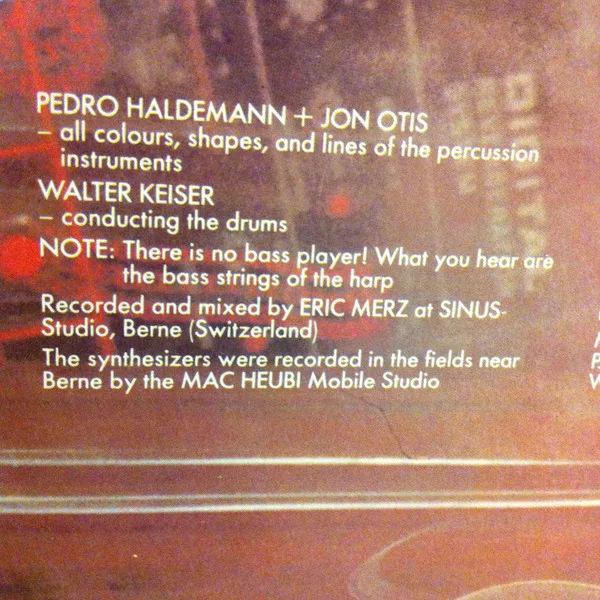 PEDRO HALDEMANN + JON OTIS
– all colours, shapes, and lines of the percussion
instruments
WALTER KEISER
– conducting the drums
NOTE: There is no bass player! What you hear are
the bass strings of the harp
Recorded and mixed by ERIC MERZ at SINUS-
Studio, Berne (Switzerland)
The synthesizers were recorded in the fields near
Berne by the MAC HEUBI Mobile Studio